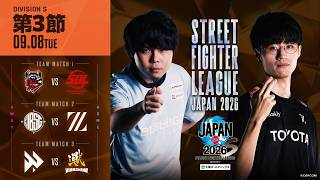 DIVISION S
第3節
09.08TUE
TEAM MATCH 1
VS
TEAM MATCH 2
VS
TEAM MATCH 3
VS
STREET
FIGHTER
LEAGUE
JAPAN 2026
JAPAN
2026
TOYOTA